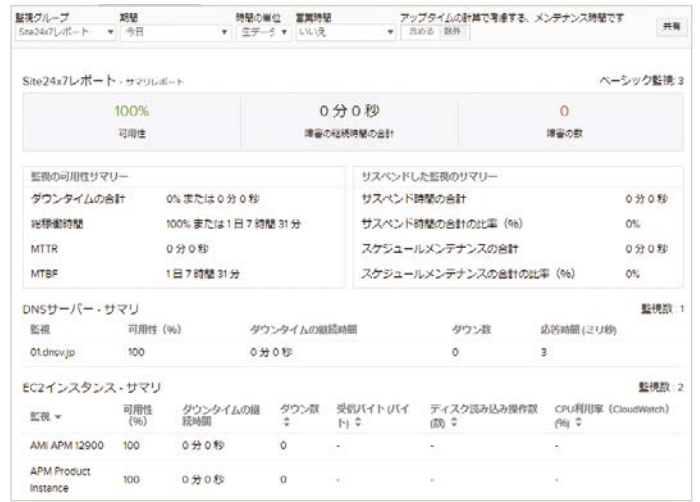 監視グループ 期間 時間の単位 営業時間 アップタイムの計算で考慮する、メンテナンス時間です
Site24x7レポート 今日 生データ いいえ 含める 除外 共有
Site24x7レポート - サマリレポート ベーシック監視: 3
100% 0 分 0 秒 0
可用性 障害の継続時間の合計 障害の数
監視の可用性サマリー サスペンドした監視のサマリー
ダウンタイムの合計 0% または 0 分 0 秒 サスペンド時間の合計 0 分 0 秒
総稼働時間 100% または 1 日 7 時間 31 分 サスペンド時間の合計の比率 (%) 0%
MTTR 0 分 0 秒 スケジュールメンテナンスの合計 0 分 0 秒
MTBF 1 日 7 時間 31 分 スケジュールメンテナンスの合計の比率 (%) 0%
DNSサーバー - サマリ 監視数 : 1
監視 可用性 (%) ダウンタイムの継続時間 ダウン数 応答時間 (ミリ秒)
01.dnsv.jp 100 0 分 0 秒 0 3
EC2インスタンス - サマリ 監視数 : 2
監視 可用性 ダウンタイムの継 ダウン数 受信バイト (バイ ディスク読み込み操作数 CPU利用率 (CloudWatch)
(%) 続時間 ト) (数) (%)
AMI APM 12900 100 0 分 0 秒 0 - - -
APM Product
Instance 100 0 分 0 秒 0 - - -